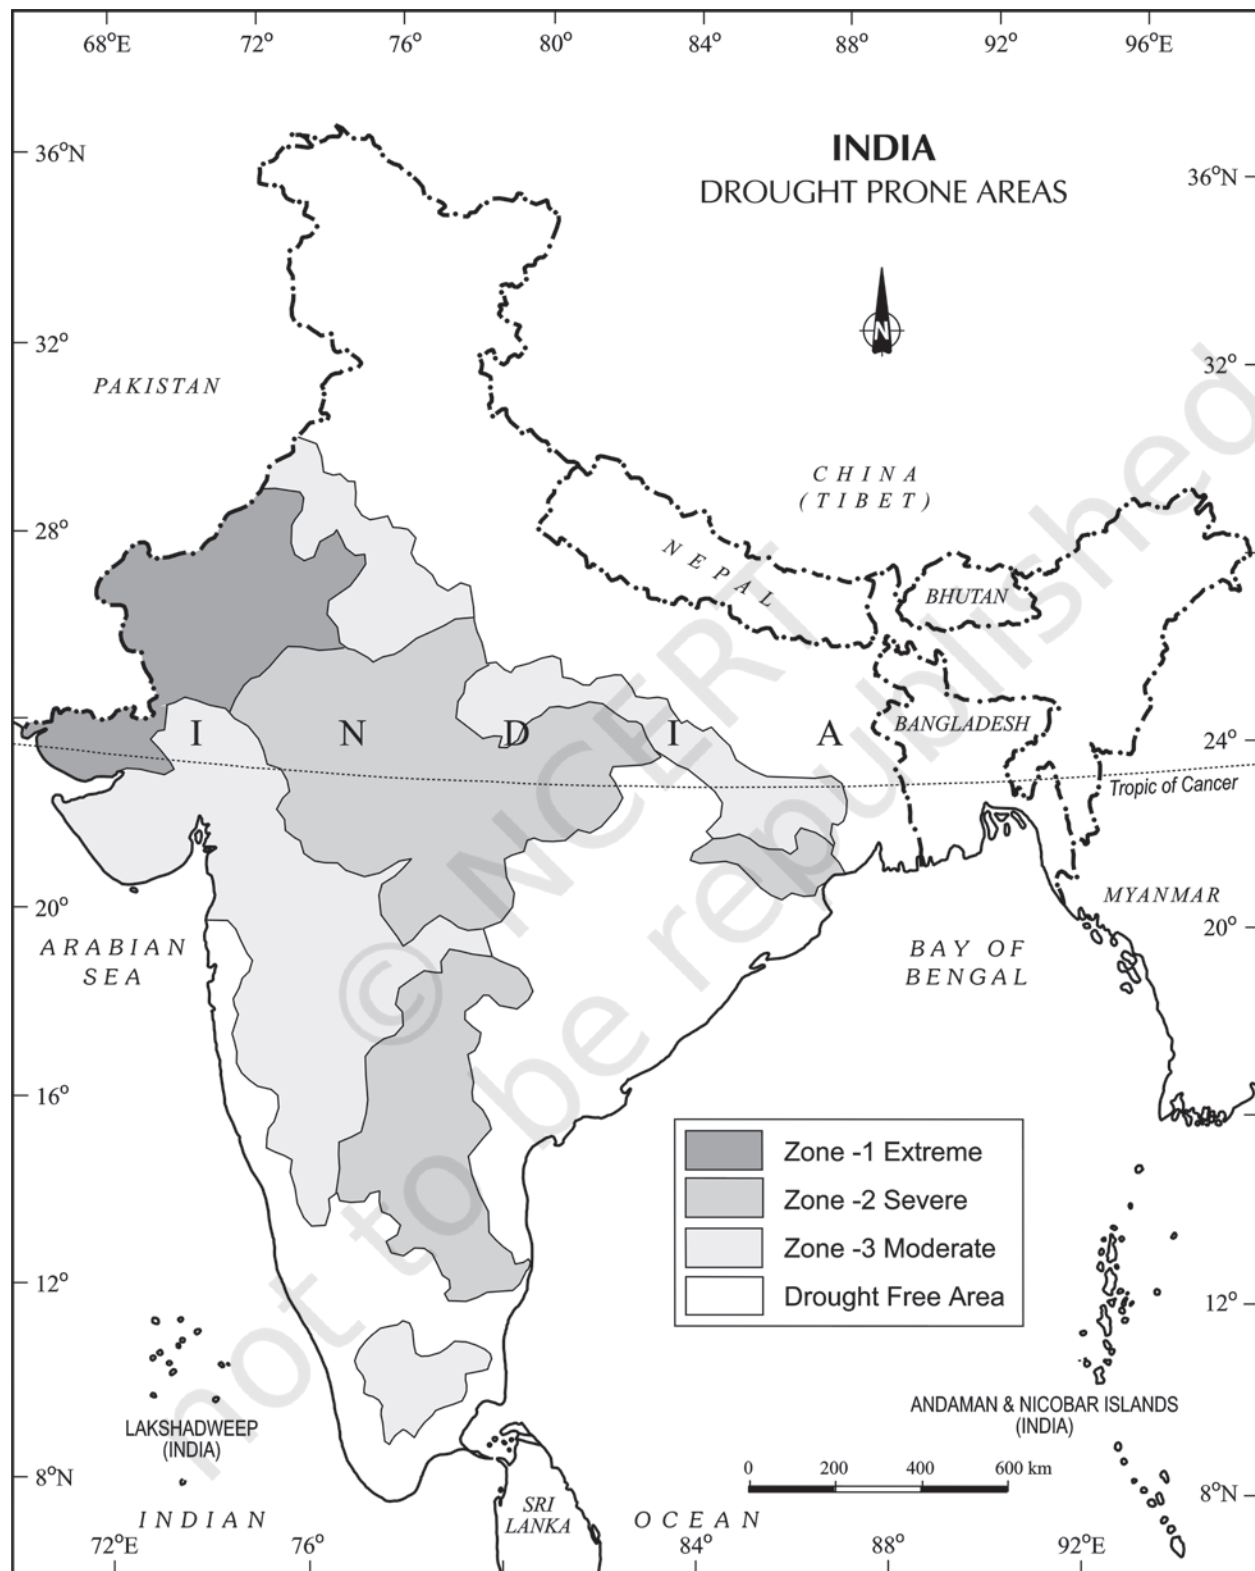 68°E 72° 76° 80° 84° 88° 92° 96°E
INDIA
DROUGHT PRONE AREAS
36°N
36°N
N
32°
32°
PAKISTAN
CHINA
(TIBET)
28°
NEPAL
BHUTAN
BANGLADESH
I N D I A
24°
Tropic of Cancer
MYANMAR
20°
20°
ARABIAN
SEA
BAY OF
BENGAL
16°
Zone -1 Extreme
Zone -2 Severe
Zone -3 Moderate
Drought Free Area
12°
12°
LAKSHADWEEP
(INDIA)
ANDAMAN & NICOBAR ISLANDS
(INDIA)
0 200 400 600 km
8°N
8°N
SRI
LANKA
INDIAN OCEAN
72°E 76° 84° 88° 92°E
© NCERT
not to be republished